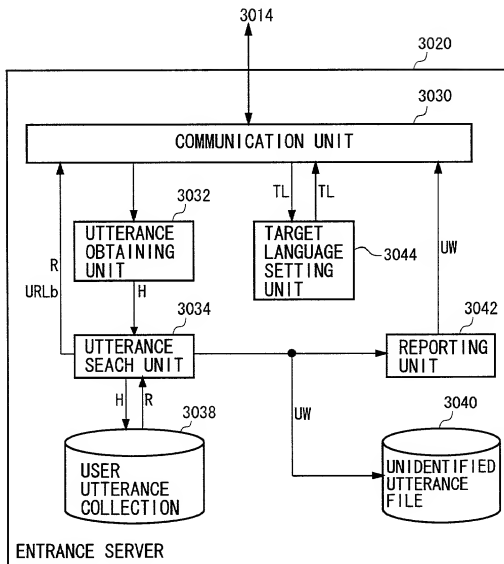 3014
3020
3030
COMMUNICATION UNIT
3032
TL
TL
UTTERANCE
OBTAINING
UNIT
TARGET
LANGUAGE
SETTING
UNIT
3044
UW
R
URLb
H
3034
3042
UTTERANCE
SEACH UNIT
REPORTING
UNIT
H
R
3038
UW
3040
USER
UTTERANCE
COLLECTION
UNIDENTIFIED
UTTERANCE
FILE
ENTRANCE SERVER